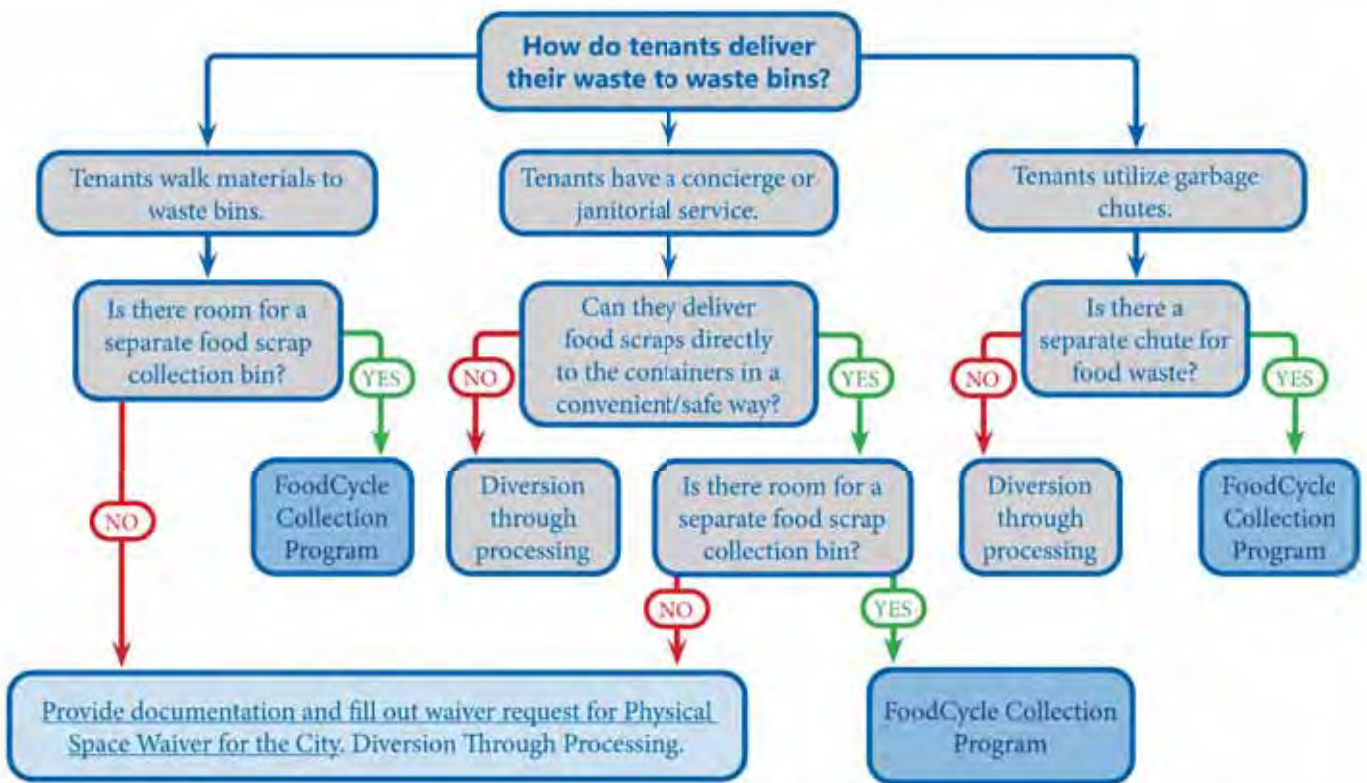 How do tenants deliver
their waste to waste bins?
Tenants walk materials to
waste bins.
Tenants have a concierge or
janitorial service.
Tenants utilize garbage
chutes.
Is there room for a
separate food scrap
collection bin?
Can they deliver
food scraps directly
to the containers in a
convenient/safe way?
Is there a
separate chute for
food waste?
YES
NO
YES
NO
YES
NO
FoodCycle
Collection
Program
Diversion
through
processing
Is there room for a
separate food scrap
collection bin?
Diversion
through
processing
FoodCycle
Collection
Program
NO
YES
Provide documentation and fill out waiver request for Physical
Space Waiver for the City. Diversion Through Processing.
FoodCycle Collection
Program